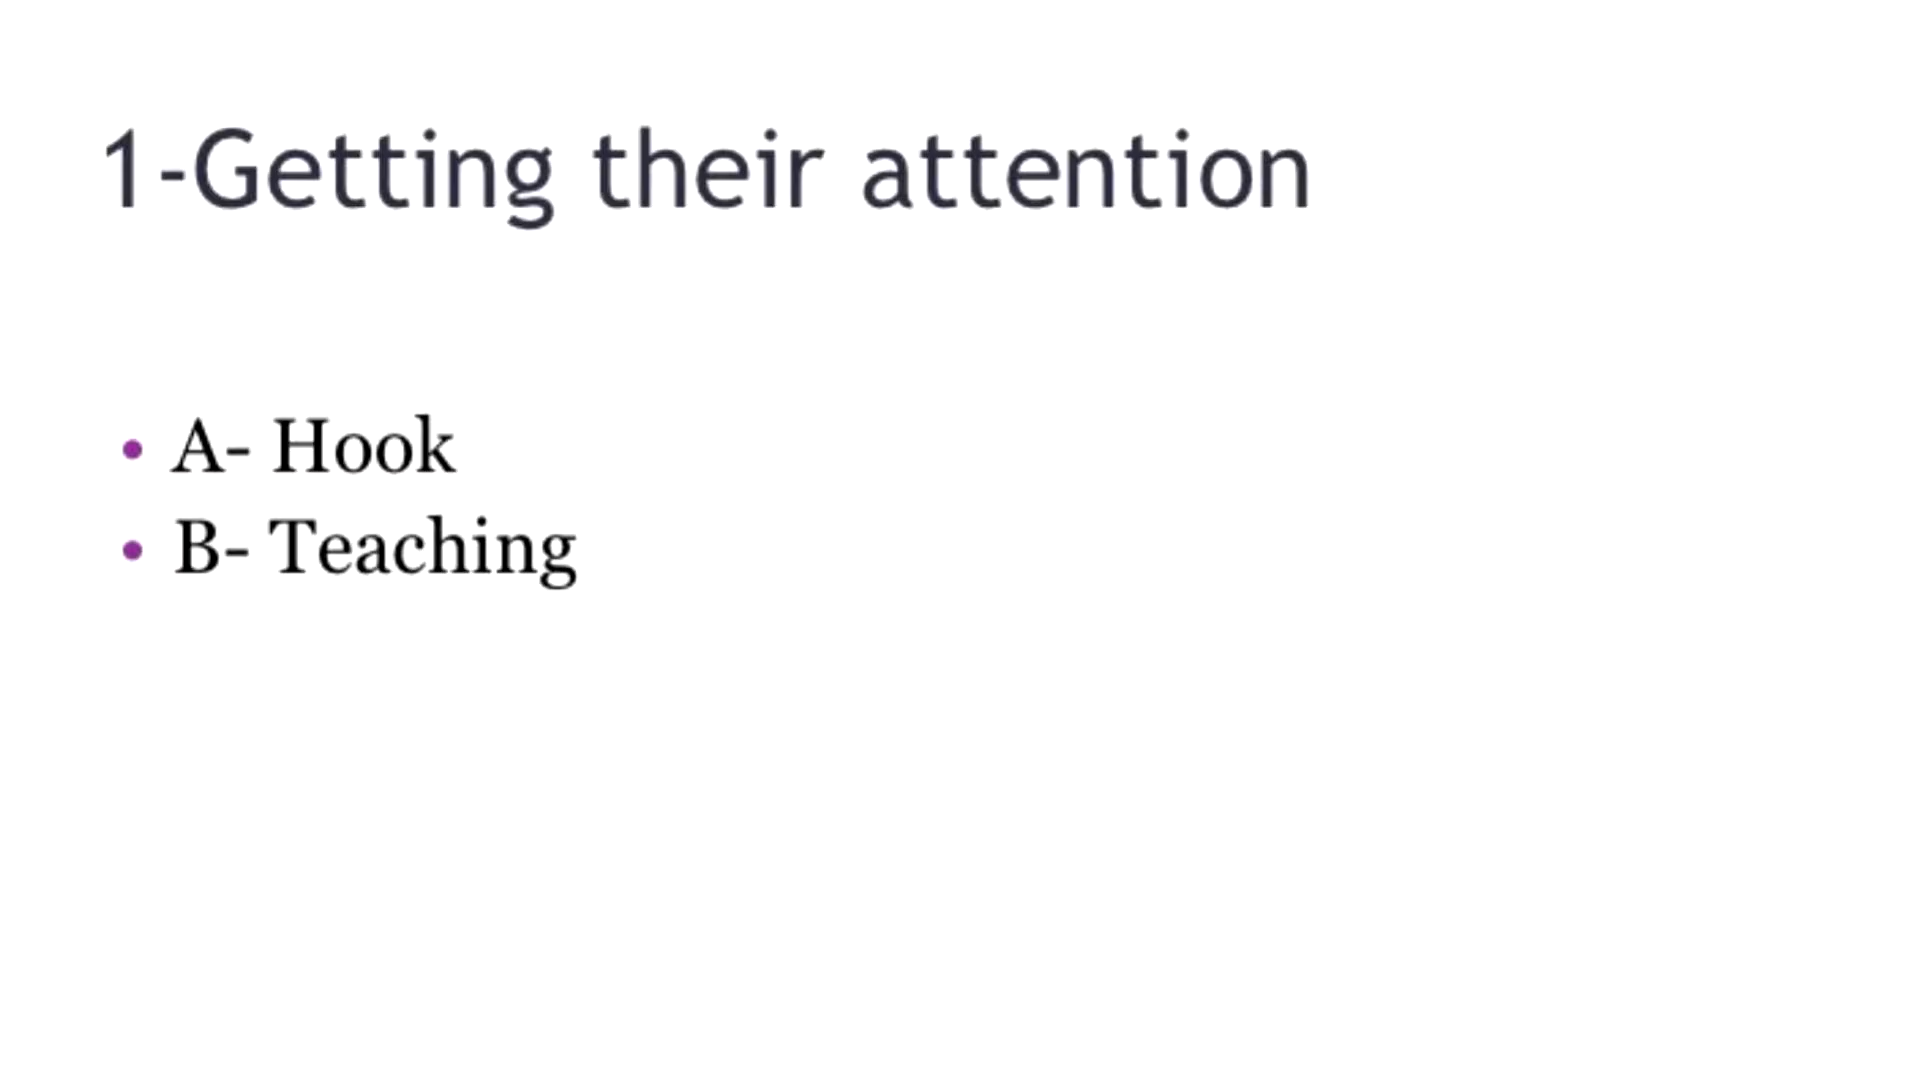 1-Getting their attention
• A- Hook
• B- Teaching